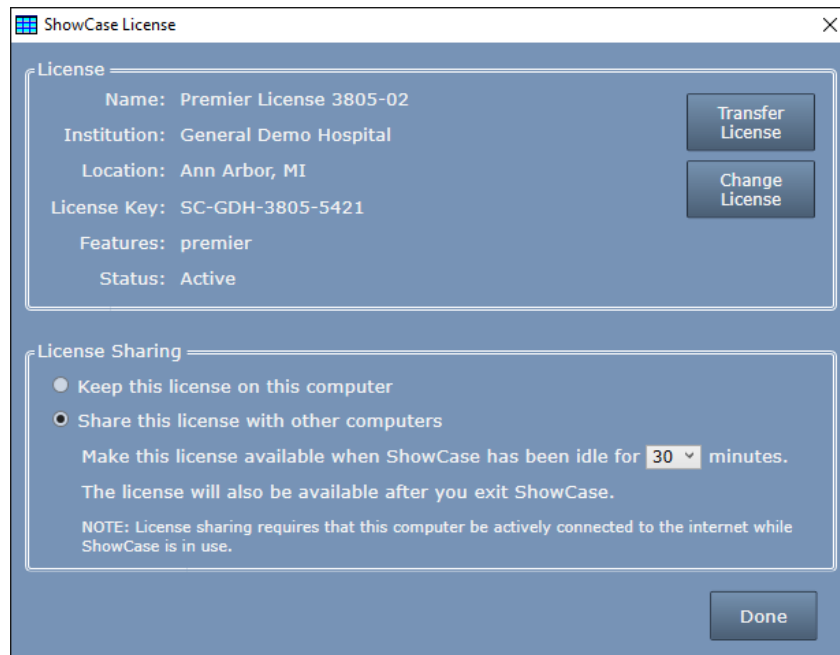 ShowCase License
License
Name: Premier License 3805-02
Institution: General Demo Hospital
Location: Ann Arbor, MI
License Key: SC-GDH-3805-5421
Features: premier
Status: Active
Transfer
License
Change
License
License Sharing
Keep this license on this computer
Share this license with other computers
Make this license available when ShowCase has been idle for 30 minutes.
The license will also be available after you exit ShowCase.
NOTE: License sharing requires that this computer be actively connected to the internet while
ShowCase is in use.
Done